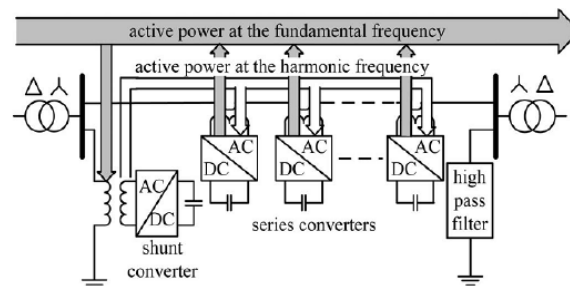 active power at the fundamental frequency
active power at the harmonic frequency
Δ
Δ
AC
DC
AC
DC
AC
DC
AC
DC
high
pass
filter
series converters
shunt
converter